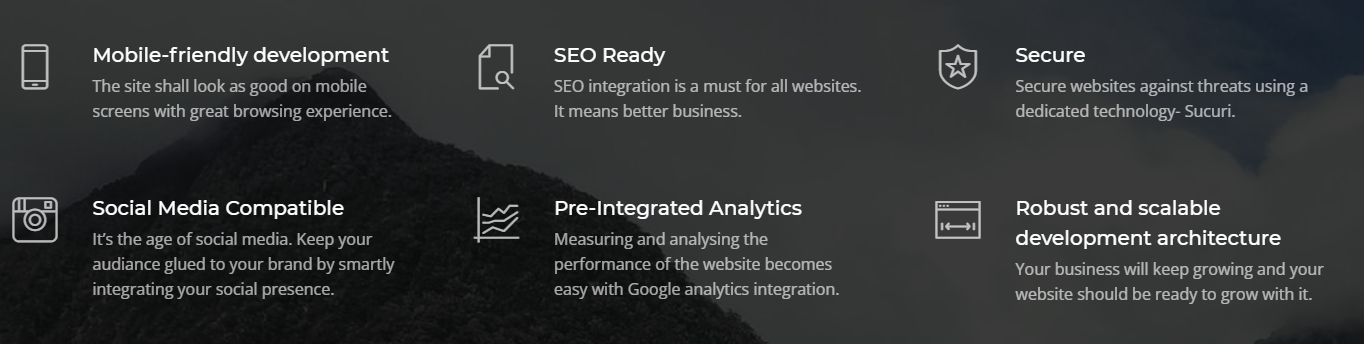 Mobile-friendly development
The site shall look as good on mobile
screens with great browsing experience.
SEO Ready
SEO integration is a must for all websites.
It means better business.
Secure
Secure websites against threats using a
dedicated technology- Sucuri.
Social Media Compatible
It's the age of social media. Keep your
audience glued to your brand by smartly
integrating your social presence.
Pre-Integrated Analytics
Measuring and analysing the
performance of the website becomes
easy with Google analytics integration.
Robust and scalable
development architecture
Your business will keep growing and your
website should be ready to grow with it.